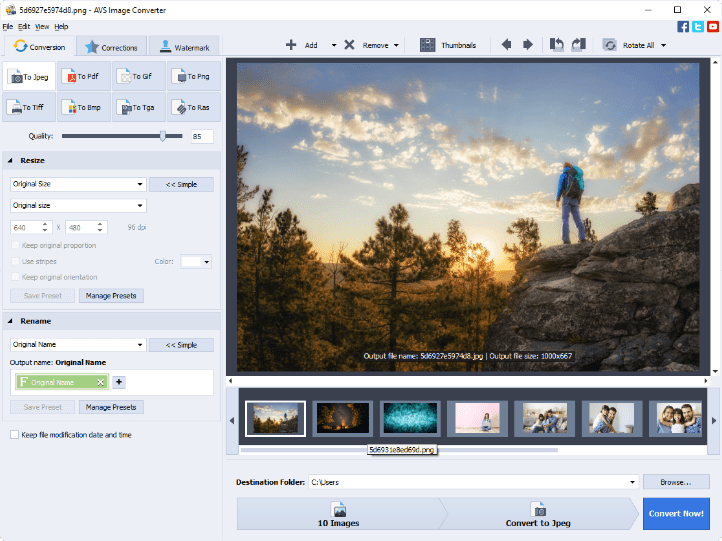 5d6927e5974d8.png - AVS Image Converter
File Edit View Help
Conversion Corrections Watermark
Add Remove Thumbnails Rotate All
To Jpeg To Pdf To Gif To Png
To Tiff To Bmp To Tga To Ras
Quality: 85
Resize
Original Size << Simple
Original size
640 x 480 96 dpi
Keep original proportion
Use stripes Color:
Keep original orientation
Save Preset Manage Presets
Rename
Original Name << Simple
Output name: Original Name
F Original Name
Save Preset Manage Presets
Keep file modification date and time
Output file name: 5d6927e5974d8.jpg | Output file size: 1000x667
5d6931e8ed69d.png
Destination Folder: C:\Users Browse...
10 Images Convert to Jpeg Convert Now!